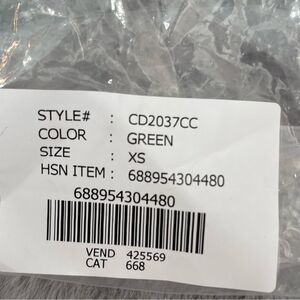 STYLE# : CD2037CC
COLOR : GREEN
SIZE : XS
HSN ITEM : 688954304480
688954304480
VEND 425569
CAT 668